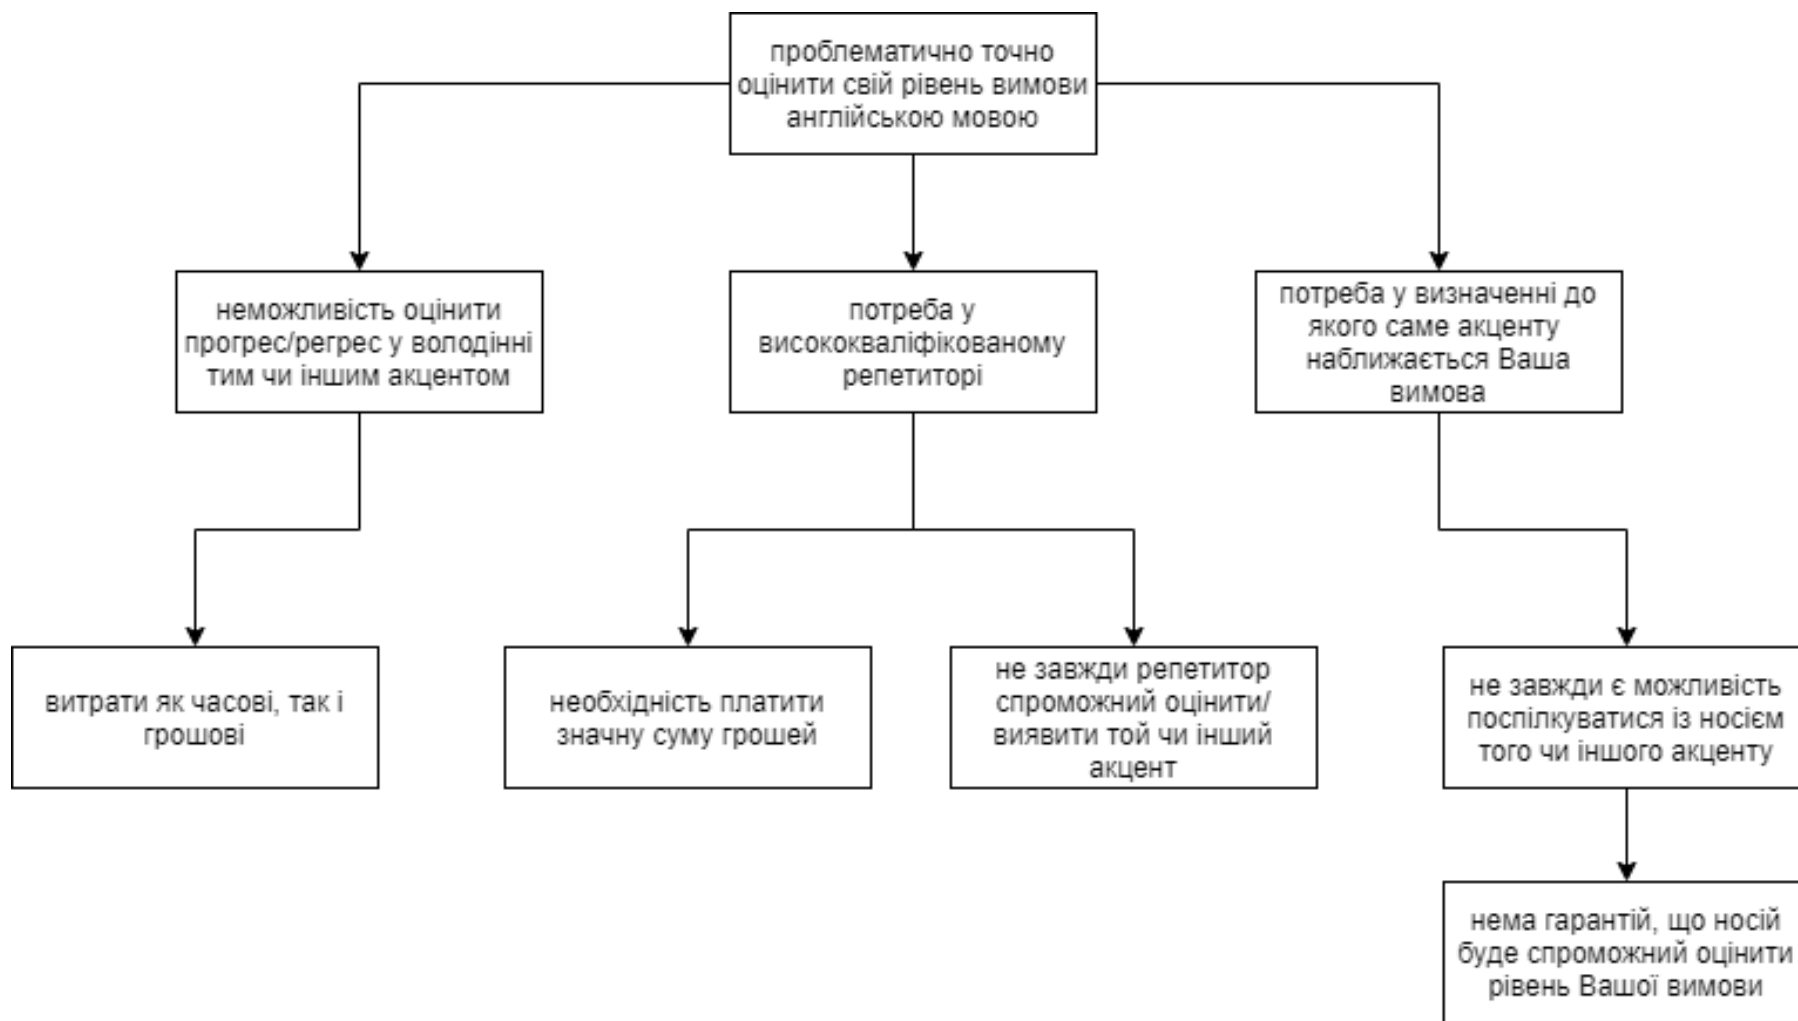 проблематично точно
оцінити свій рівень вимови
англійською мовою
неможливість оцінити
прогрес/регрес у володінні
тим чи іншим акцентом
потреба у
висококваліфікованому
репетиторі
потреба у визначенні до
якого саме акценту
наближається Ваша
вимова
витрати як часові, так і
грошові
необхідність платити
значну суму грошей
не завжди репетитор
спроможний оцінити/
виявити той чи інший
акцент
не завжди є можливість
поспілкуватися із носієм
того чи іншого акценту
нема гарантій, що носій
буде спроможний оцінити
рівень Вашої вимови